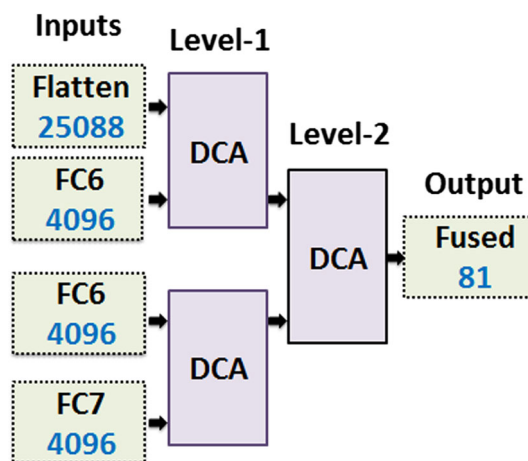 Inputs
Level-1
Flatten
25088
DCA
FC6
4096
Level-2
DCA
Output
Fused
81
FC6
4096
DCA
FC7
4096